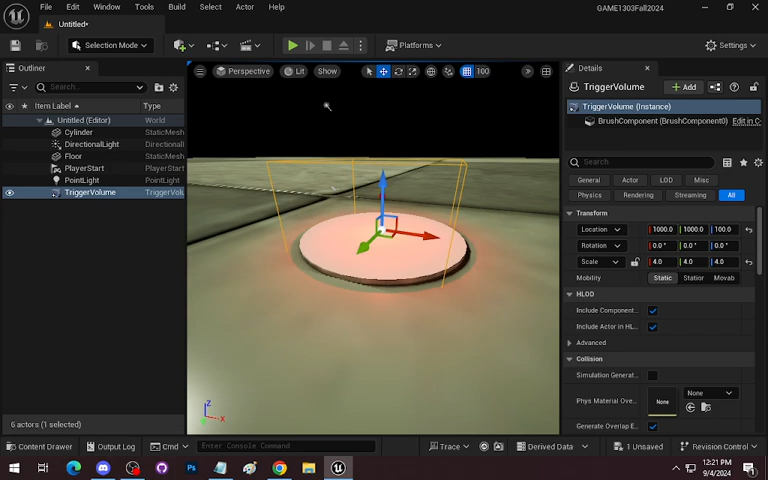 File Edit Window Tools Build Select Actor Help
GAME1303Fall2024
Untitled*
Selection Mode
Platforms
Settings
Outliner
Perspective
Lit
Show
100
Details
Search...
TriggerVolume
Add
Item Label
Type
TriggerVolume (Instance)
Untitled (Editor) World
BrushComponent (BrushComponent0) Edit in C
Cylinder StaticMesh
DirectionalLight Directional
Floor StaticMesh
PlayerStart PlayerStart
PointLight PointLight
TriggerVolume TriggerVolu
Search
General Actor LOD Misc
Physics Rendering Streaming All
Transform
Location 1000.0 1000.0 100.0
Rotation 0.0° 0.0° 0.0°
Scale 4.0 4.0 4.0
Mobility Static Station Movab
HLOD
Include Component...
Include Actor in HL...
Advanced
Collision
Simulation Generat...
Phys Material Ove...
None
None
Generate Overlap E...
Z
X
6 actors (1 selected)
Content Drawer Output Log Cmd Enter Console Command Trace Derived Data 1 Unsaved Revision Control
12:21 PM
9/4/2024